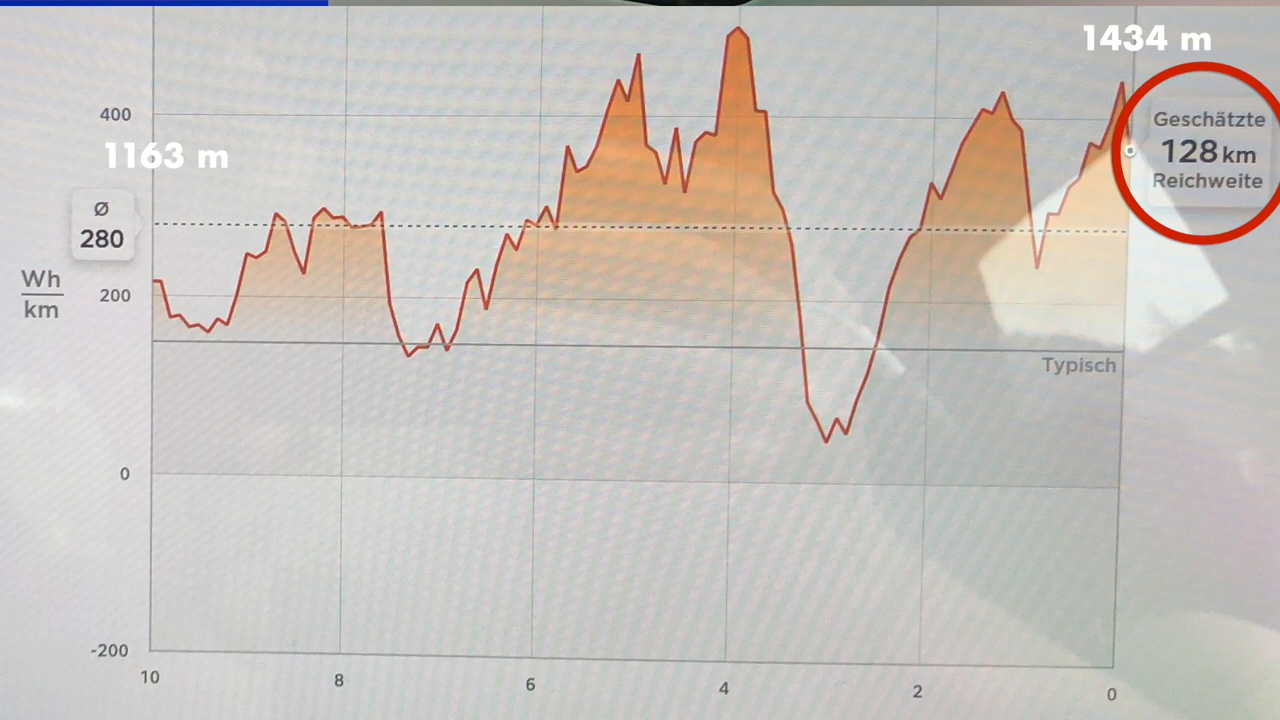 1434 m
Geschätzte
128 km
Reichweite
400
1163 m
Ø
280
Wh
km
200
Typisch
0
-200
10 8 6 4 2 0